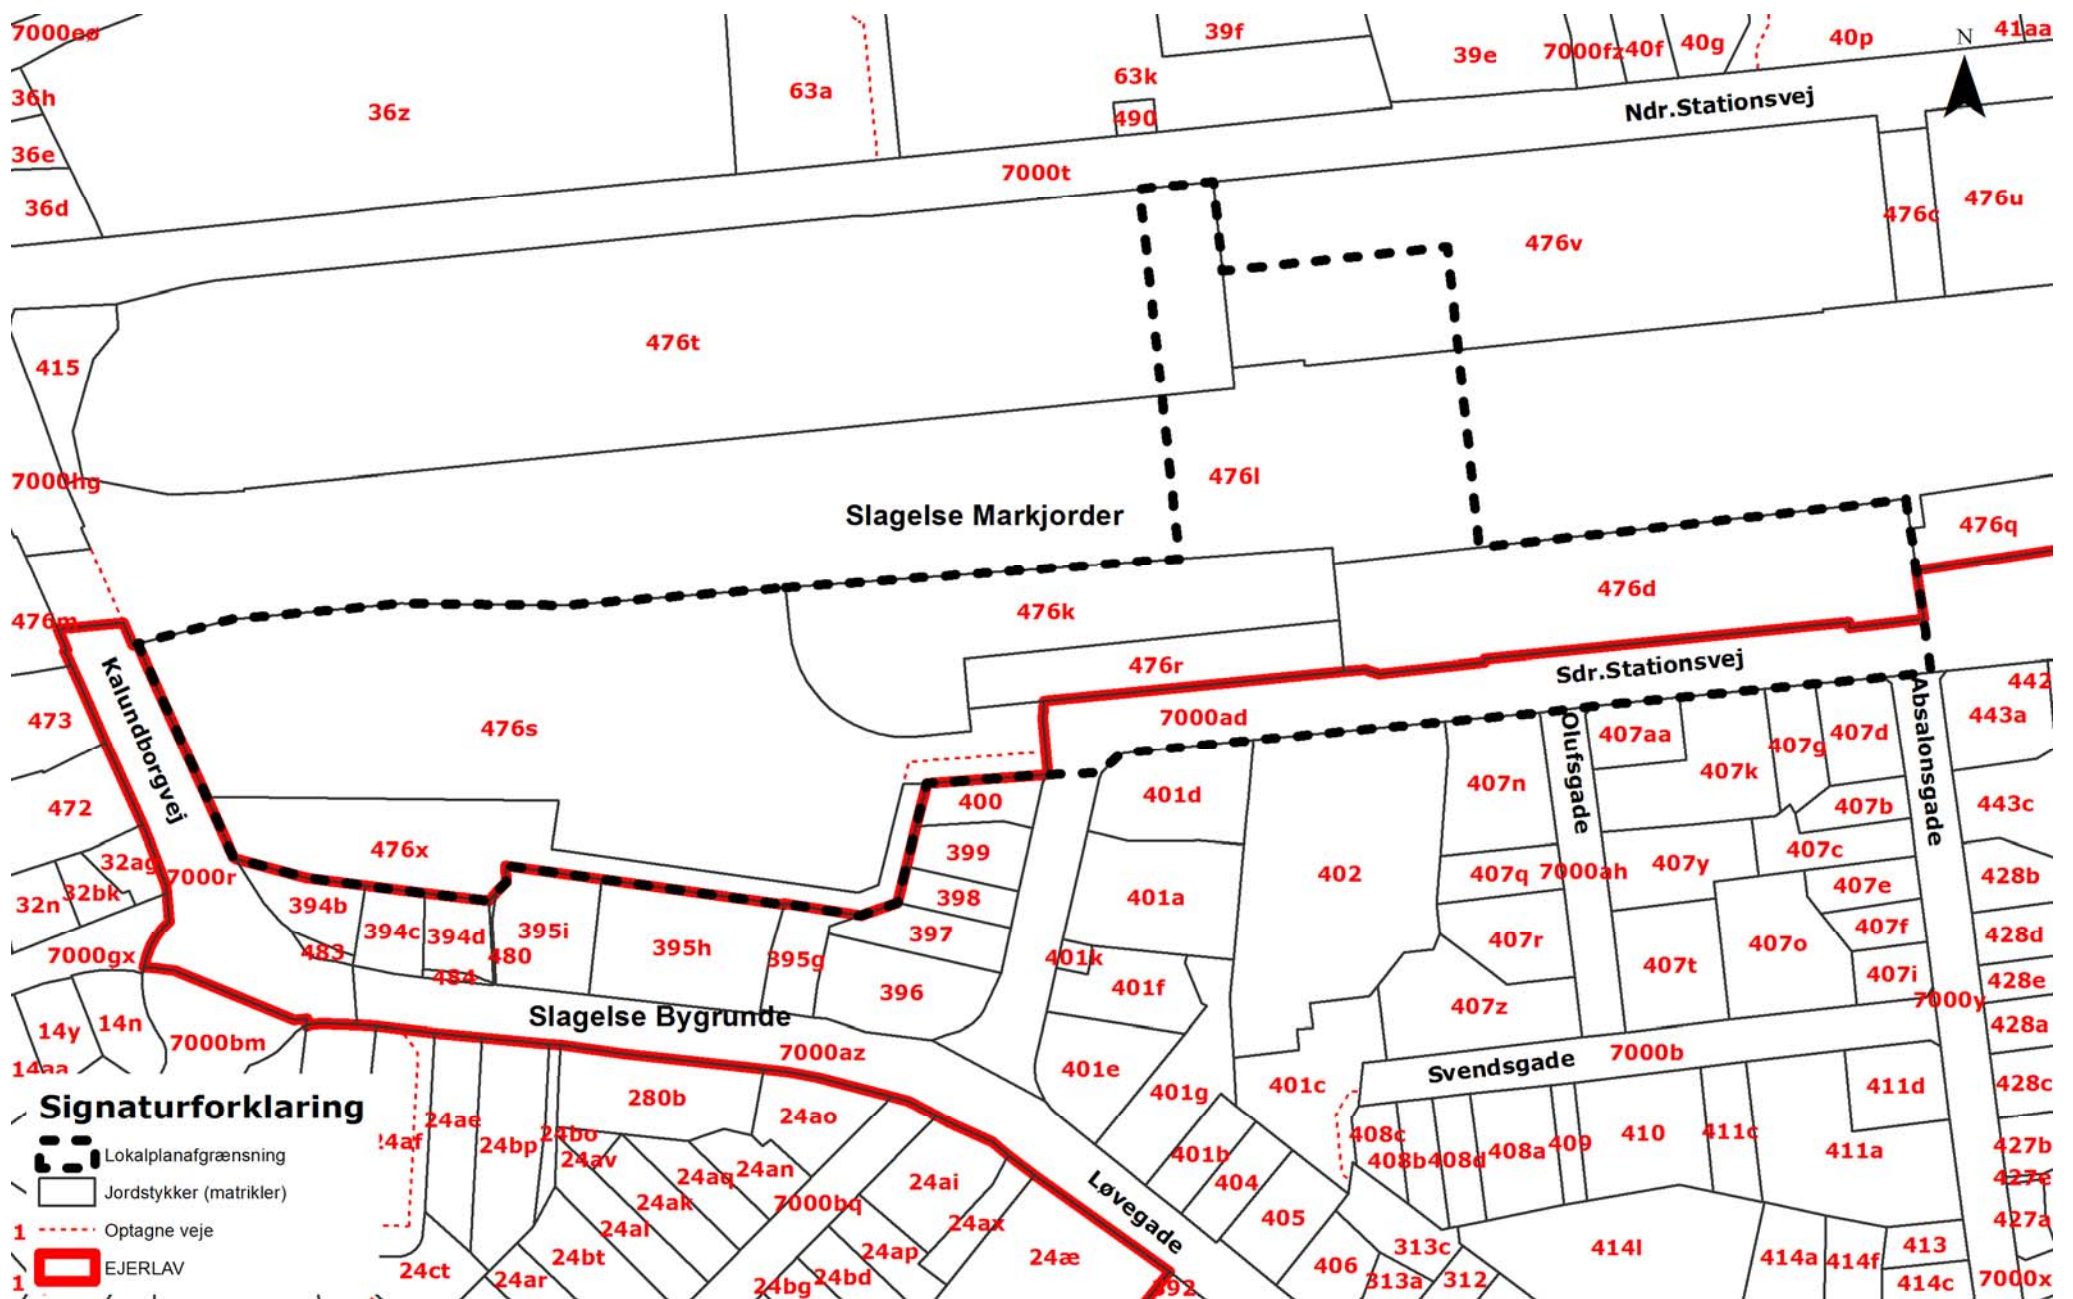 7000eø
39f
41aa
40p
40g
7000fz
40f
39e
N
63k
63a
36h
Ndr.Stationsvej
36z
490
36e
7000t
476u
36d
476c
476v
476t
415
476l
7000hg
Slagelse Markjorder
476q
476d
476k
476m
476r
Sdr.Stationsvej
442
473
Kalundborgvej
7000ad
443a
476s
Olufsgade
407aa
407g
407d
Absalonsgade
407k
407n
472
400
401d
407b
443c
476x
399
407c
32ag
407y
7000r
402
407q
7000ah
428b
407e
32bk
398
401a
32n
394b
407f
394c
394d
395i
397
428d
407r
407o
483
480
395h
7000gx
395g
401k
407t
407i
484
428e
396
401f
7000y
407z
Slagelse Bygrunde
14n
14y
428a
7000bm
7000az
7000b
Svendsgade
14aa
401e
401c
428c
411d
401g
280b
Signaturforklaring
24ao
24ae
408c
410
411c
24bo
24af
24bp
409
427b
Lokalplanafgrænsning
408a
411a
401b
24av
408b
408d
24an
24aq
427e
404
24ai
Jordstykker (matrikler)
24ak
7000bq
Løvegade
405
427a
24al
24ax
Optagne veje
1
313c
413
414l
24ap
24bt
24æ
414a
414f
406
EJERLAV
24ct
24ar
24bd
313a
312
7000x
1
24bg
414c
392